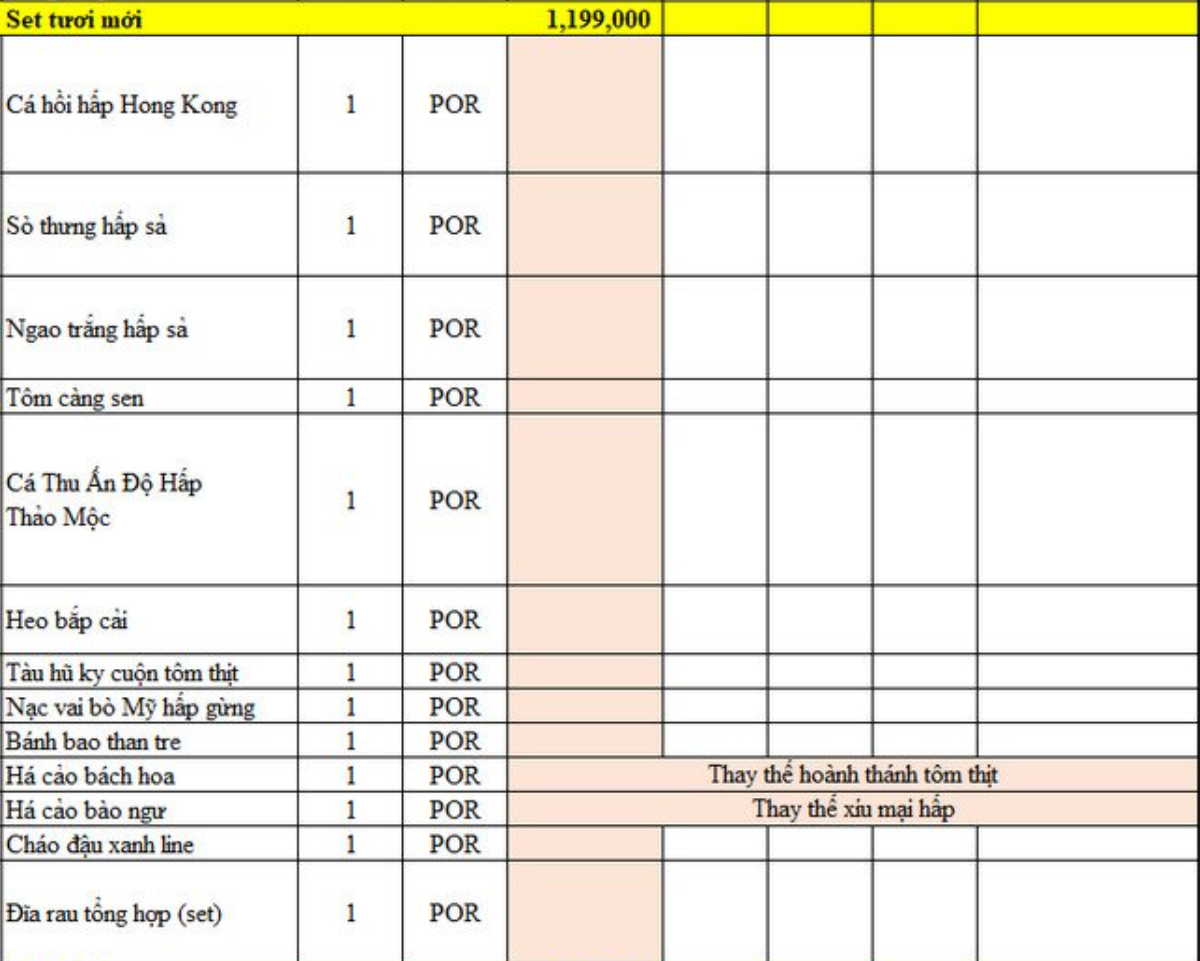 Set tươi mới 1,199,000
Cá hồi hấp Hong Kong 1 POR
Sò thưng hấp sả 1 POR
Ngao trắng hấp sả 1 POR
Tôm càng sen 1 POR
Cá Thu Ấn Độ Hấp
Thảo Mộc 1 POR
Heo bắp cải 1 POR
Tàu hũ ky cuộn tôm thịt 1 POR
Nạc vai bò Mỹ hấp gừng 1 POR
Bánh bao than tre 1 POR
Há cảo bách hoa 1 POR Thay thế hoành thánh tôm thịt
Há cảo bào ngư 1 POR Thay thế xíu mại hấp
Cháo đậu xanh line 1 POR
Đĩa rau tổng hợp (set) 1 POR